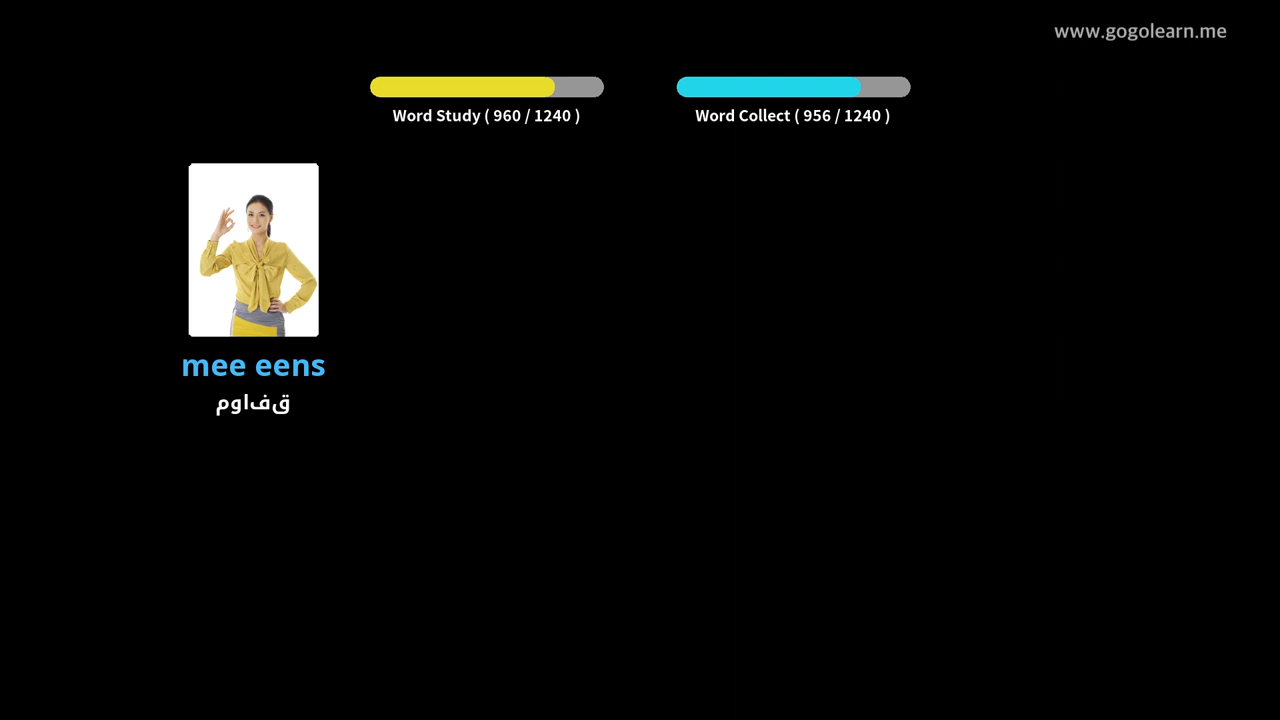 www.gogolearn.me
Word Study ( 960 / 1240 )
Word Collect ( 956 / 1240 )
mee eens
قفاوم